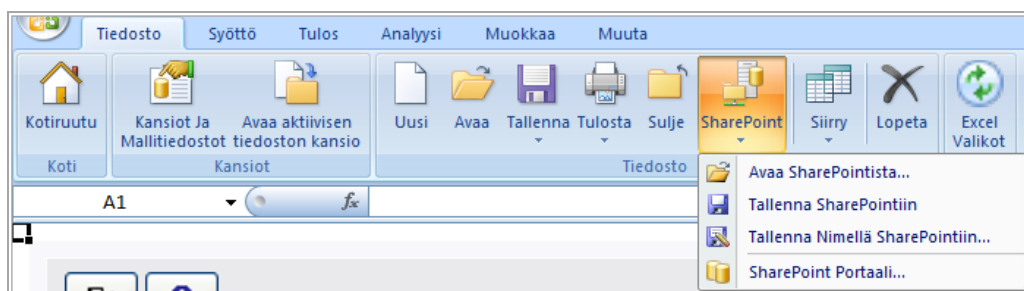 Tiedosto Syöttö Tulos Analyysi Muokkaa Muuta
Kotiruutu Kansiot Ja Avaa aktiivisen Uusi Avaa Tallenna Tulosta Sulje SharePoint Siirry Lopeta Excel
Mallitiedostot tiedoston kansio Valikot
Koti Kansiot Tiedosto
Avaa SharePointista...
A1 fx
Tallenna SharePointiin
Tallenna Nimellä SharePointiin...
SharePoint Portaali...